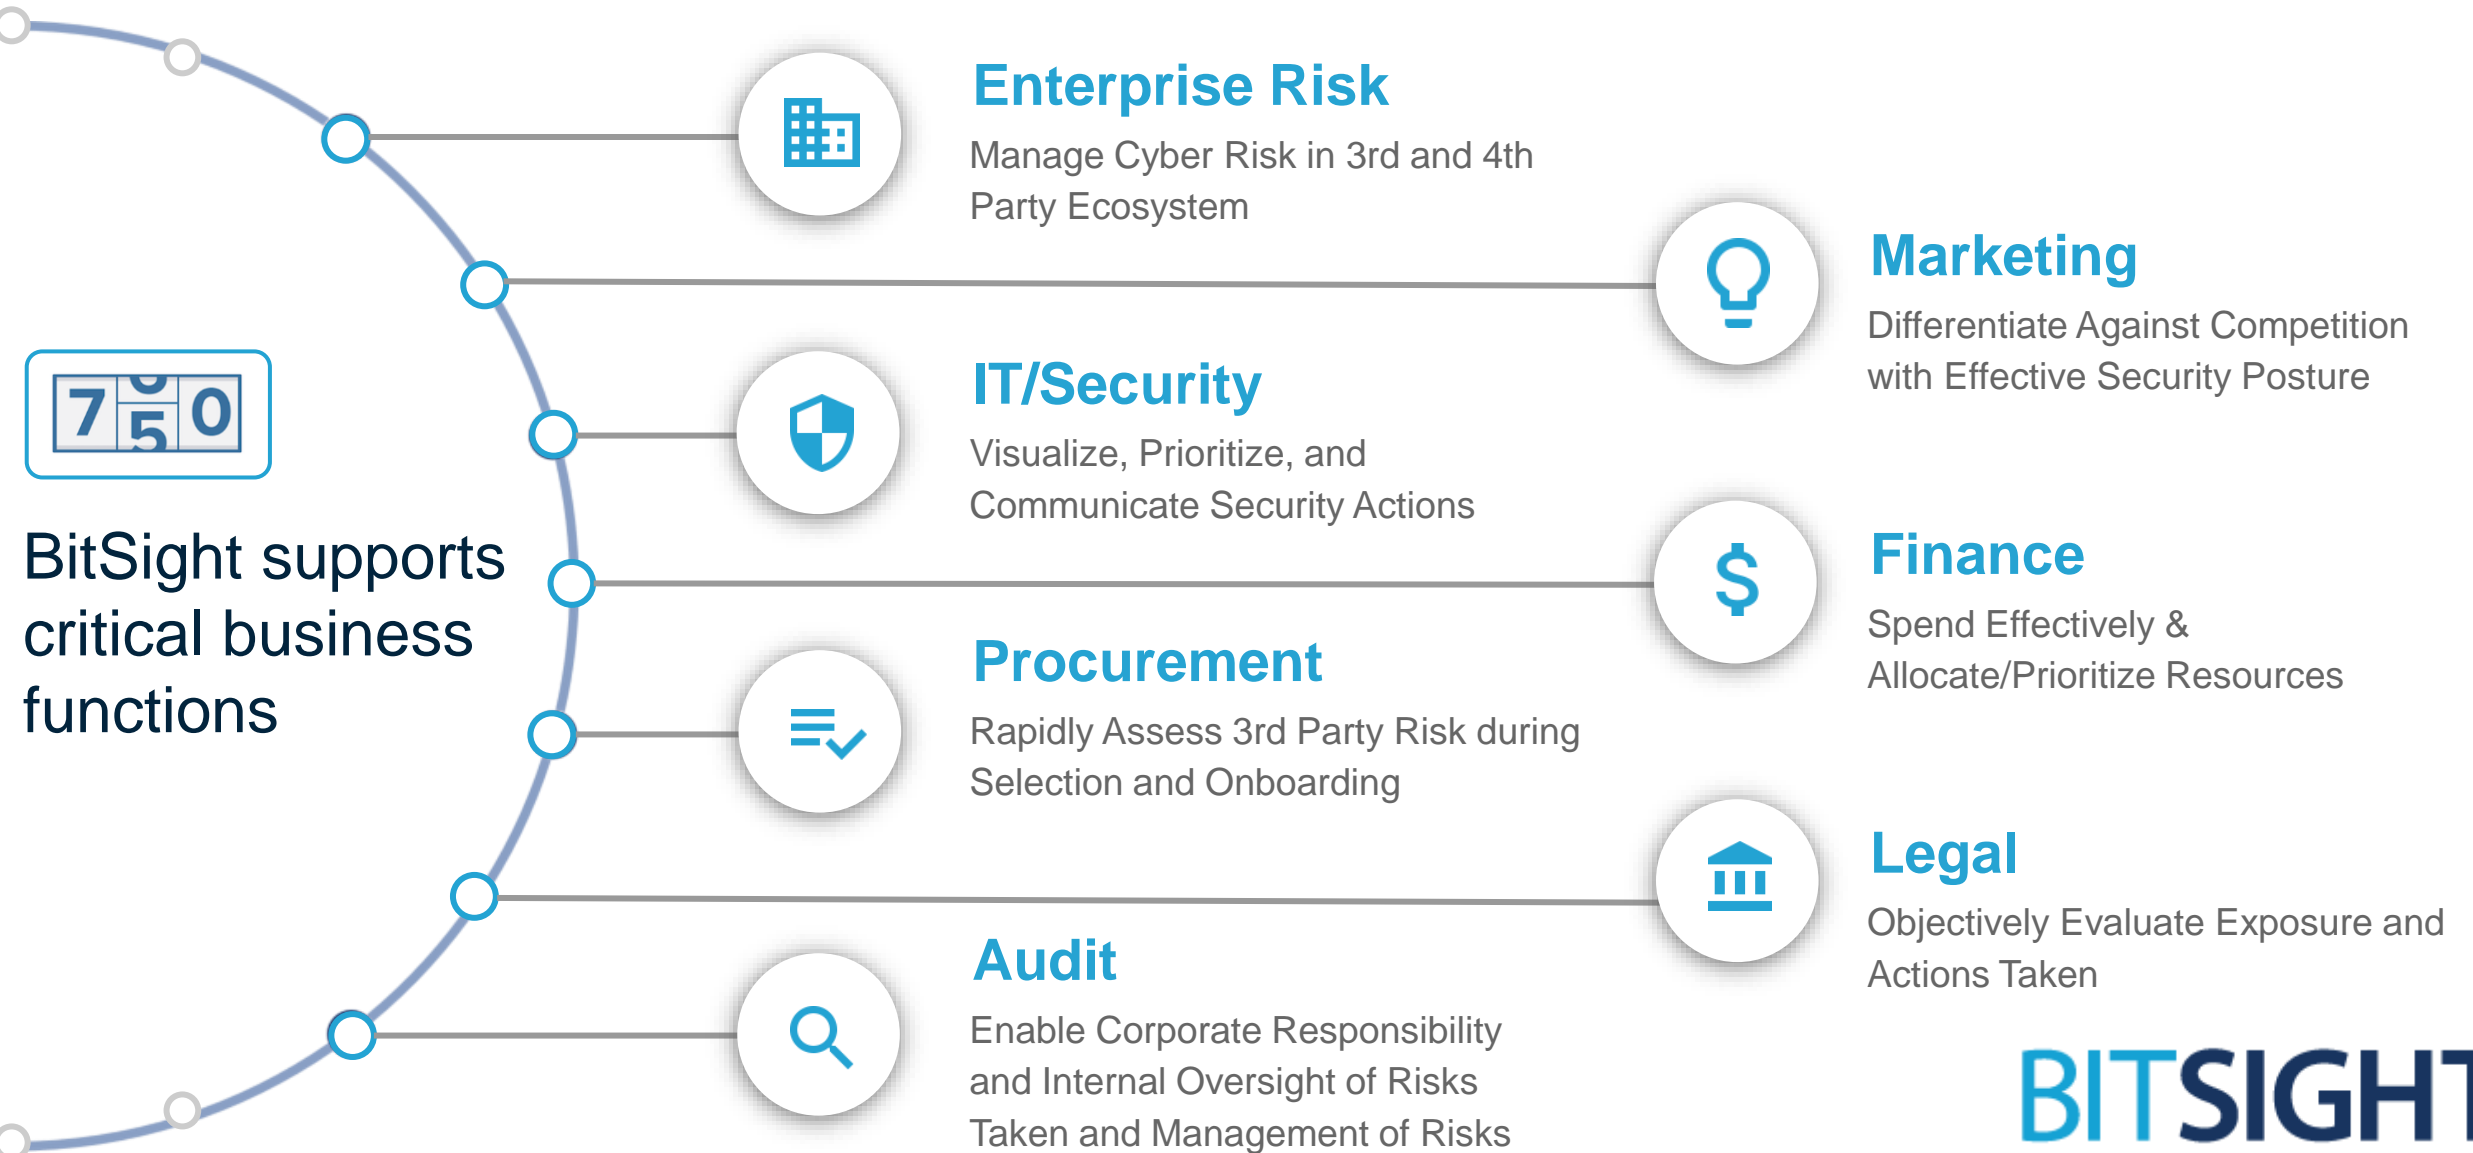 750
BitSight supports
critical business
functions
Enterprise Risk
Manage Cyber Risk in 3rd and 4th
Party Ecosystem
Marketing
Differentiate Against Competition
with Effective Security Posture
IT/Security
Visualize, Prioritize, and
Communicate Security Actions
Finance
Spend Effectively &
Allocate/Prioritize Resources
Procurement
Rapidly Assess 3rd Party Risk during
Selection and Onboarding
Legal
Objectively Evaluate Exposure and
Actions Taken
Audit
Enable Corporate Responsibility
and Internal Oversight of Risks
Taken and Management of Risks
BITSIGHT